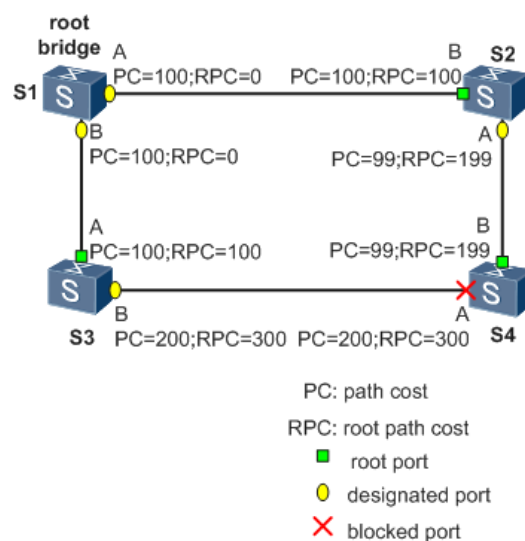 root
bridge
S1
A
PC=100;RPC=0
B
PC=100;RPC=100
S2
S
S
B
PC=100;RPC=0
A
PC=99;RPC=199
A
PC=100;RPC=100
B
PC=99;RPC=199
S
S
S3
B
A
S4
PC=200;RPC=300
PC=200;RPC=300
PC: path cost
RPC: root path cost
root port
designated port
blocked port